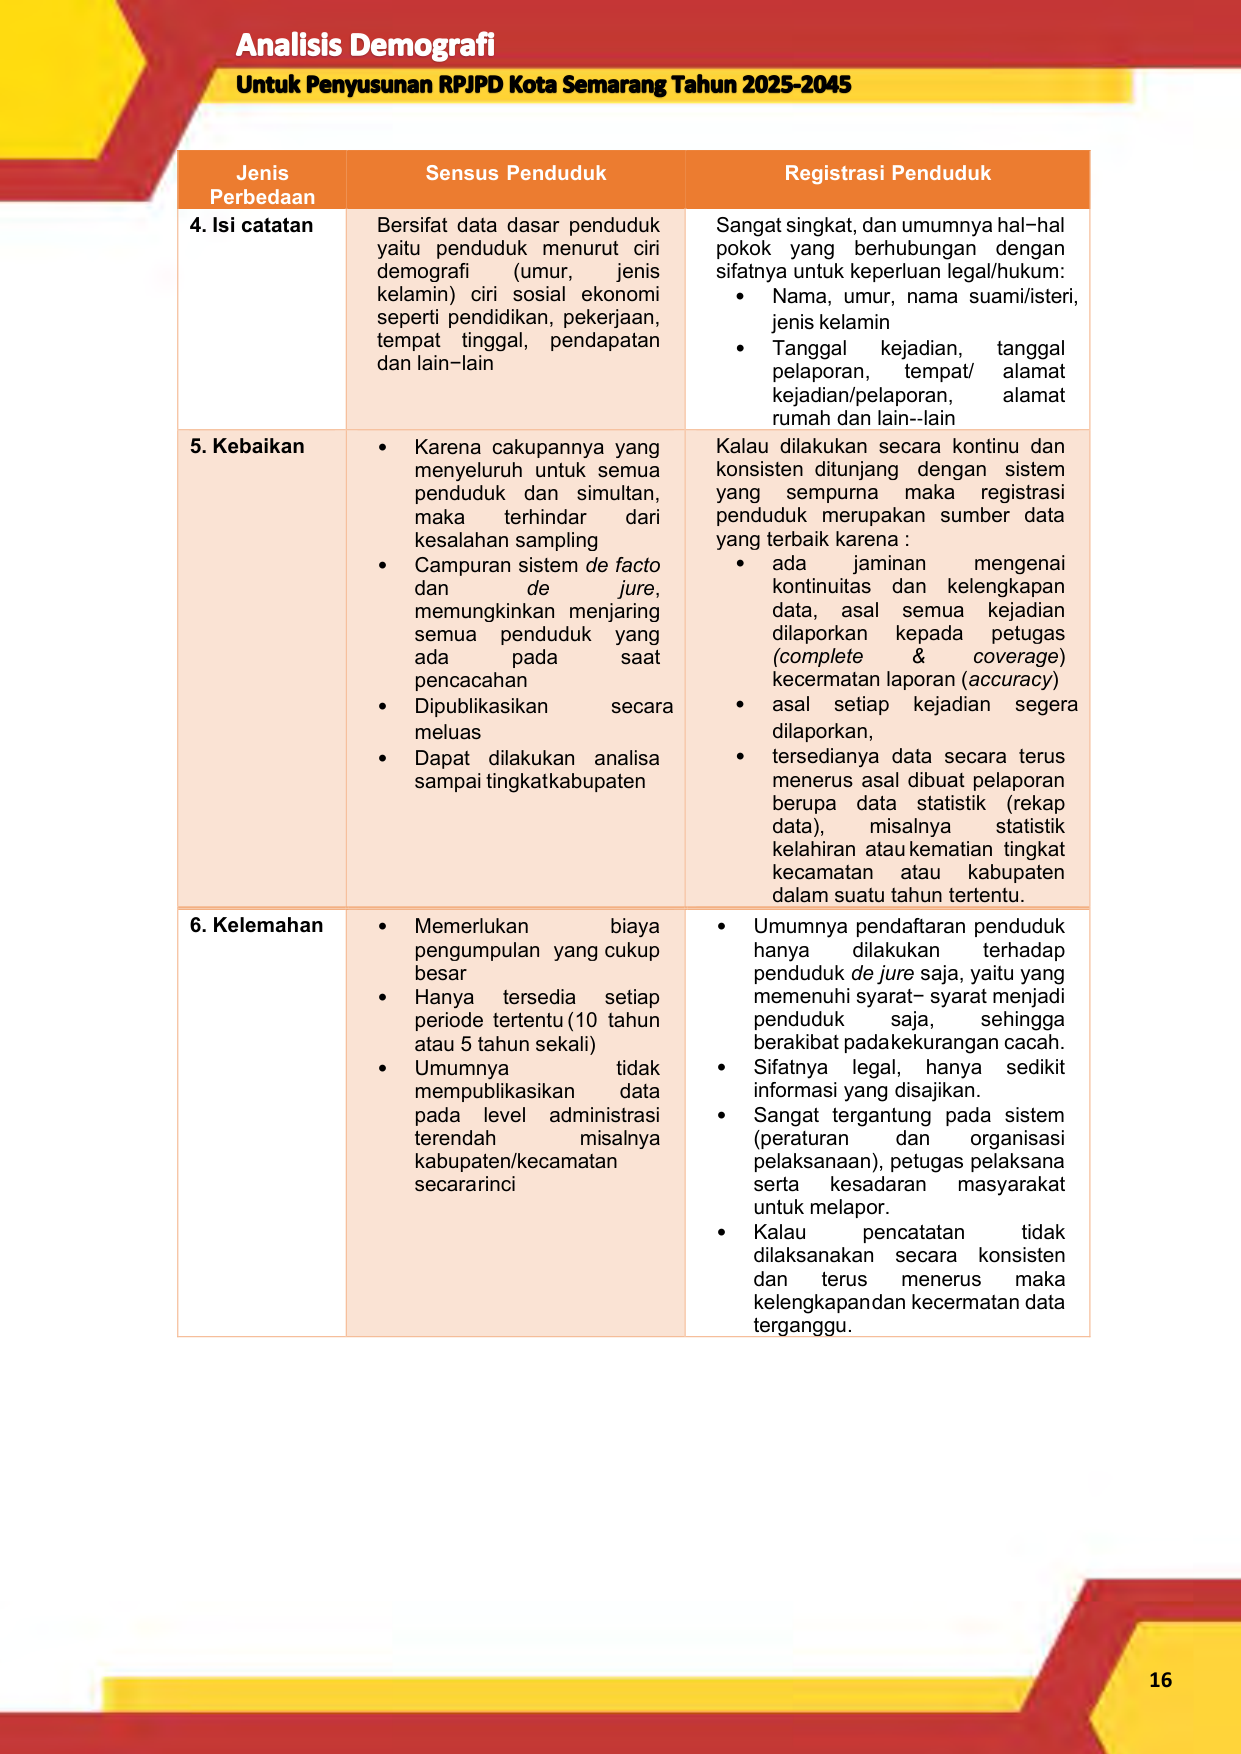 Analisis Demografi
Untuk Penyusunan RPJPD Kota Semarang Tahun 2025-2045
Jenis
Perbedaan
Sensus Penduduk
Registrasi Penduduk
4. Isi catatan
Bersifat data dasar penduduk
yaitu penduduk menurut ciri
demografi (umur, jenis
kelamin) ciri sosial ekonomi
seperti pendidikan, pekerjaan,
tempat tinggal, pendapatan
dan lain−lain
Sangat singkat, dan umumnya hal−hal
pokok yang berhubungan dengan
sifatnya untuk keperluan legal/hukum:
• Nama, umur, nama suami/isteri,
jenis kelamin
• Tanggal kejadian, tanggal
pelaporan, tempat/ alamat
kejadian/pelaporan, alamat
rumah dan lain--lain
5. Kebaikan
• Karena cakupannya yang
menyeluruh untuk semua
penduduk dan simultan,
maka terhindar dari
kesalahan sampling
• Campuran sistem de facto
dan de jure,
memungkinkan menjaring
semua penduduk yang
ada pada saat
pencacahan
• Dipublikasikan secara
meluas
• Dapat dilakukan analisa
sampai tingkatkabupaten
Kalau dilakukan secara kontinu dan
konsisten ditunjang dengan sistem
yang sempurna maka registrasi
penduduk merupakan sumber data
yang terbaik karena :
• ada jaminan mengenai
kontinuitas dan kelengkapan
data, asal semua kejadian
dilaporkan kepada petugas
(complete & coverage)
kecermatan laporan (accuracy)
• asal setiap kejadian segera
dilaporkan,
• tersedianya data secara terus
menerus asal dibuat pelaporan
berupa data statistik (rekap
data), misalnya statistik
kelahiran atau kematian tingkat
kecamatan atau kabupaten
dalam suatu tahun tertentu.
6. Kelemahan
• Memerlukan biaya
pengumpulan yang cukup
besar
• Hanya tersedia setiap
periode tertentu (10 tahun
atau 5 tahun sekali)
• Umumnya tidak
mempublikasikan data
pada level administrasi
terendah misalnya
kabupaten/kecamatan
secararinci
• Umumnya pendaftaran penduduk
hanya dilakukan terhadap
penduduk de jure saja, yaitu yang
memenuhi syarat− syarat menjadi
penduduk saja, sehingga
berakibat padakekurangan cacah.
• Sifatnya legal, hanya sedikit
informasi yang disajikan.
• Sangat tergantung pada sistem
(peraturan dan organisasi
pelaksanaan), petugas pelaksana
serta kesadaran masyarakat
untuk melapor.
• Kalau pencatatan tidak
dilaksanakan secara konsisten
dan terus menerus maka
kelengkapandan kecermatan data
terganggu.
16